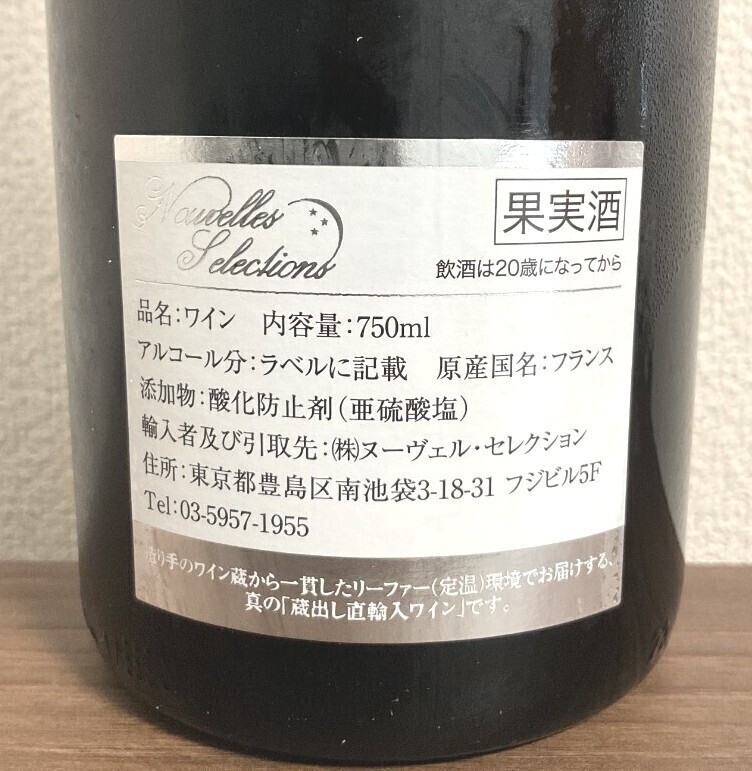 Nouvelles
Selections
果実酒
飲酒は20歳になってから
品名:ワイン 内容量:750ml
アルコール分:ラベルに記載 原産国名:フランス
添加物:酸化防止剤(亜硫酸塩)
輸入者及び引取先:㈱ヌーヴェル・セレクション
住所:東京都豊島区南池袋3-18-31 フジビル5F
Tel:03-5957-1955
造り手のワイン蔵から一貫したリーファー(定温)環境でお届けする、
真の「蔵出し直輸入ワイン」です。